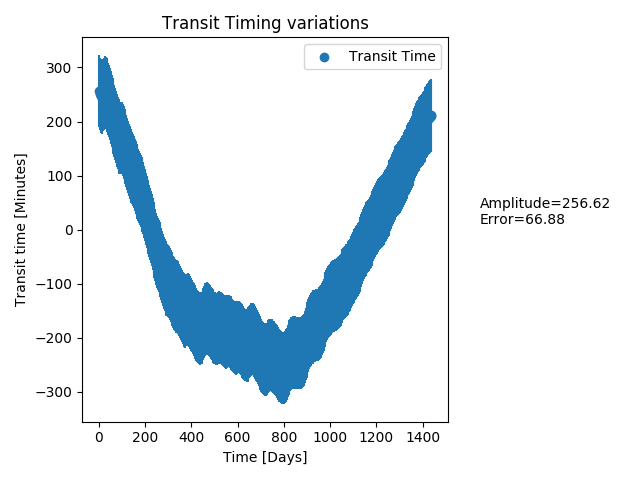 Transit Timing variations
Transit Time
300
200
100
0
−100
−200
−300
Transit time [Minutes]
0 200 400 600 800 1000 1200 1400
Time [Days]
Amplitude=256.62
Error=66.88